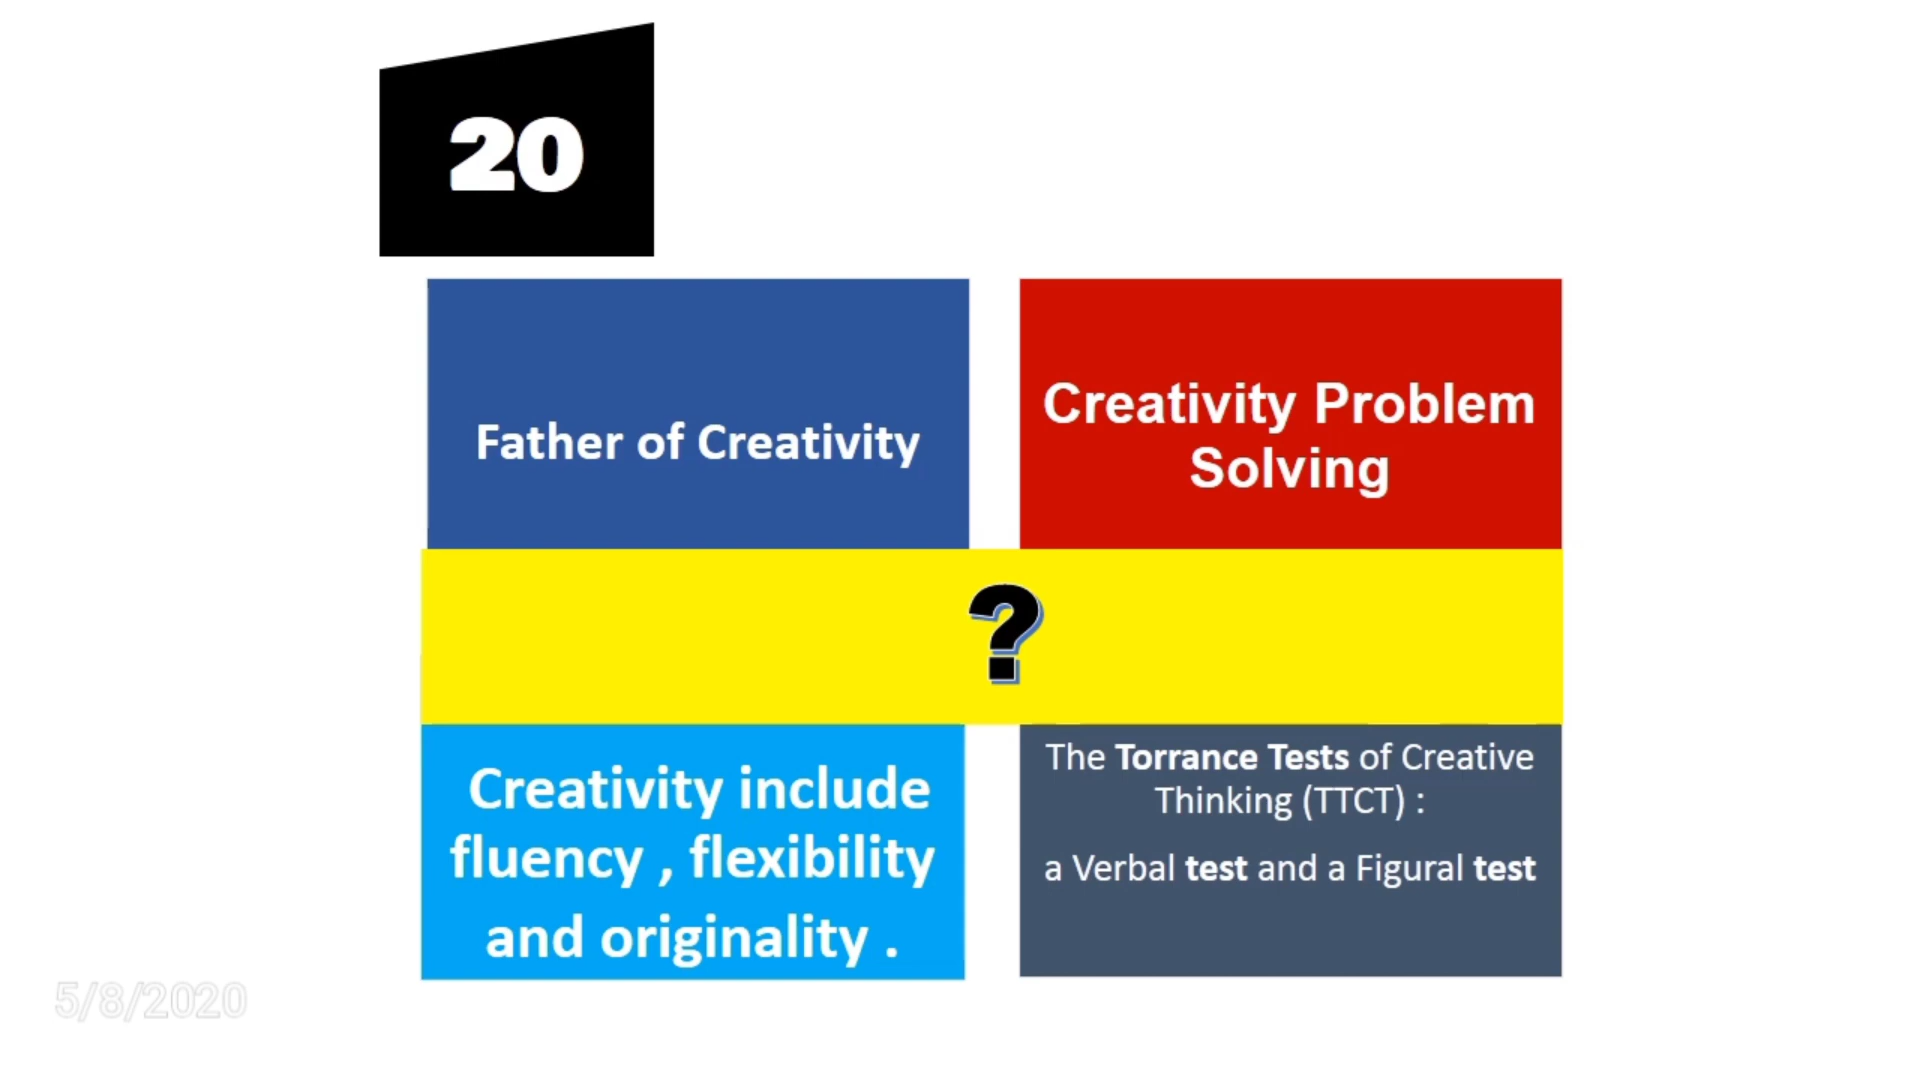 20
Father of Creativity
Creativity Problem
Solving
?
Creativity include
fluency , flexibility
and originality .
The Torrance Tests of Creative
Thinking (TTCT) :
a Verbal test and a Figural test
5/8/2020